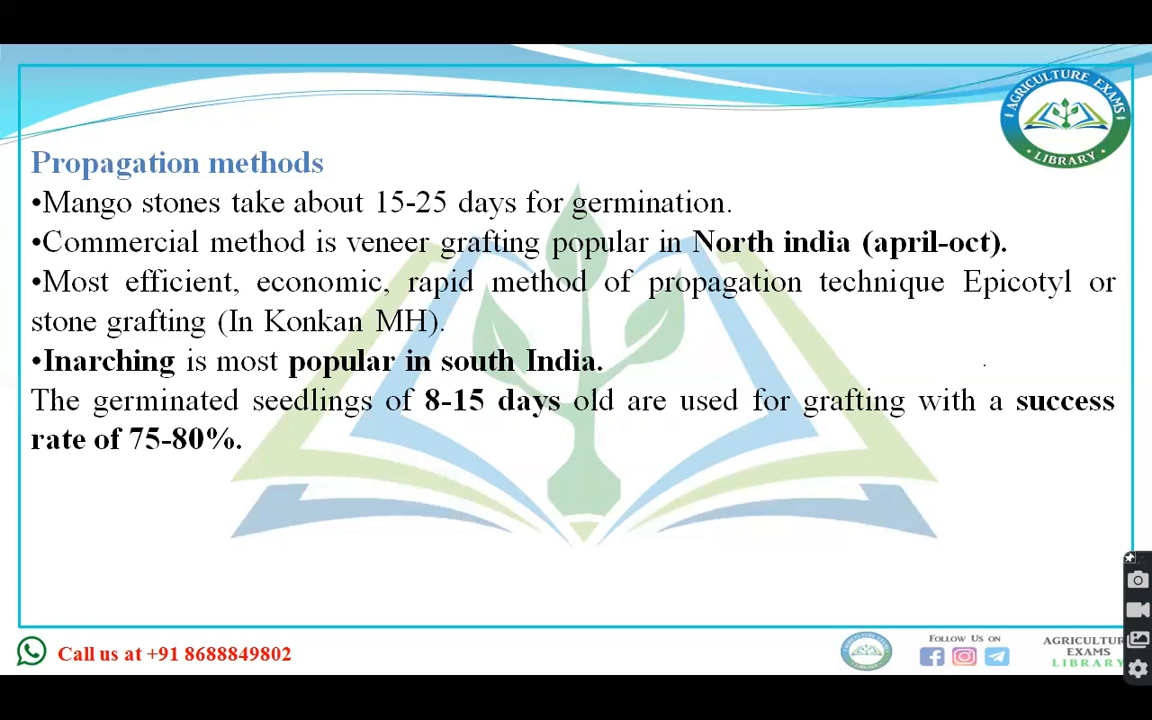 AGRICULTURE EXAMS
LIBRARY
Propagation methods
•Mango stones take about 15-25 days for germination.
•Commercial method is veneer grafting popular in North india (april-oct).
•Most efficient, economic, rapid method of propagation technique Epicotyl or
stone grafting (In Konkan MH).
•Inarching is most popular in south India.
The germinated seedlings of 8-15 days old are used for grafting with a success
rate of 75-80%.
Call us at +91 8688849802
FOLLOW US ON
AGRICULTUR
EXAMS
LIBRARY